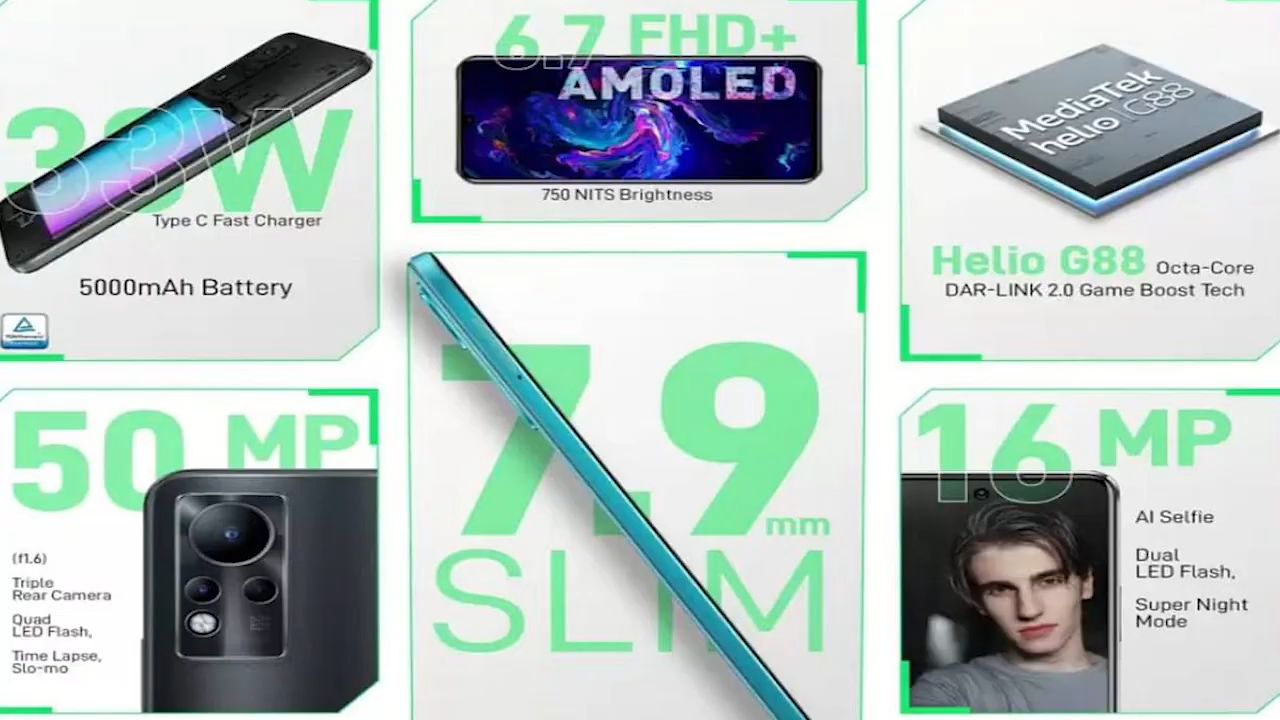 33W
Type C Fast Charger
5000mAh Battery
6.7 FHD+
AMOLED
750 NITS Brightness
MediaTek
helio G88
Helio G88 Octa-Core
DAR-LINK 2.0 Game Boost Tech
50 MP
(f1.6)
Triple
Rear Camera
Quad
LED Flash,
Time Lapse,
Slo-mo
7.9
mm
SLIM
16 MP
AI Selfie
Dual
LED Flash,
Super Night
Mode